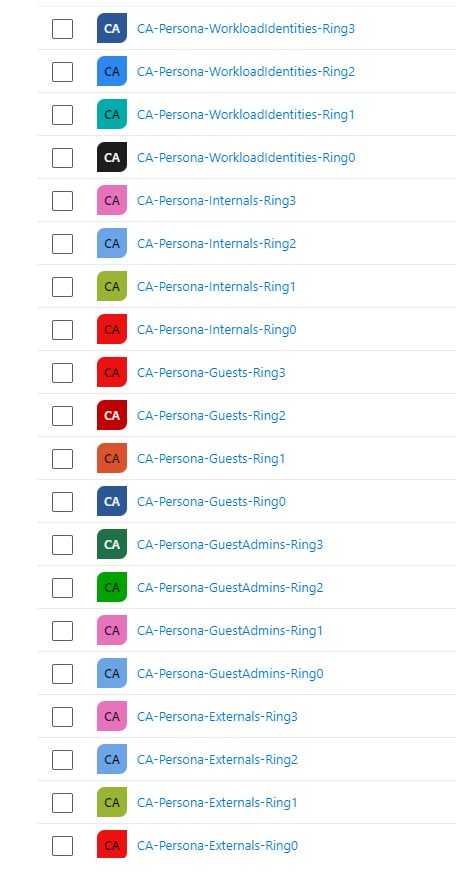 CA CA-Persona-WorkloadIdentities-Ring3
CA CA-Persona-WorkloadIdentities-Ring2
CA CA-Persona-WorkloadIdentities-Ring1
CA CA-Persona-WorkloadIdentities-Ring0
CA CA-Persona-Internals-Ring3
CA CA-Persona-Internals-Ring2
CA CA-Persona-Internals-Ring1
CA CA-Persona-Internals-Ring0
CA CA-Persona-Guests-Ring3
CA CA-Persona-Guests-Ring2
CA CA-Persona-Guests-Ring1
CA CA-Persona-Guests-Ring0
CA CA-Persona-GuestAdmins-Ring3
CA CA-Persona-GuestAdmins-Ring2
CA CA-Persona-GuestAdmins-Ring1
CA CA-Persona-GuestAdmins-Ring0
CA CA-Persona-Externals-Ring3
CA CA-Persona-Externals-Ring2
CA CA-Persona-Externals-Ring1
CA CA-Persona-Externals-Ring0